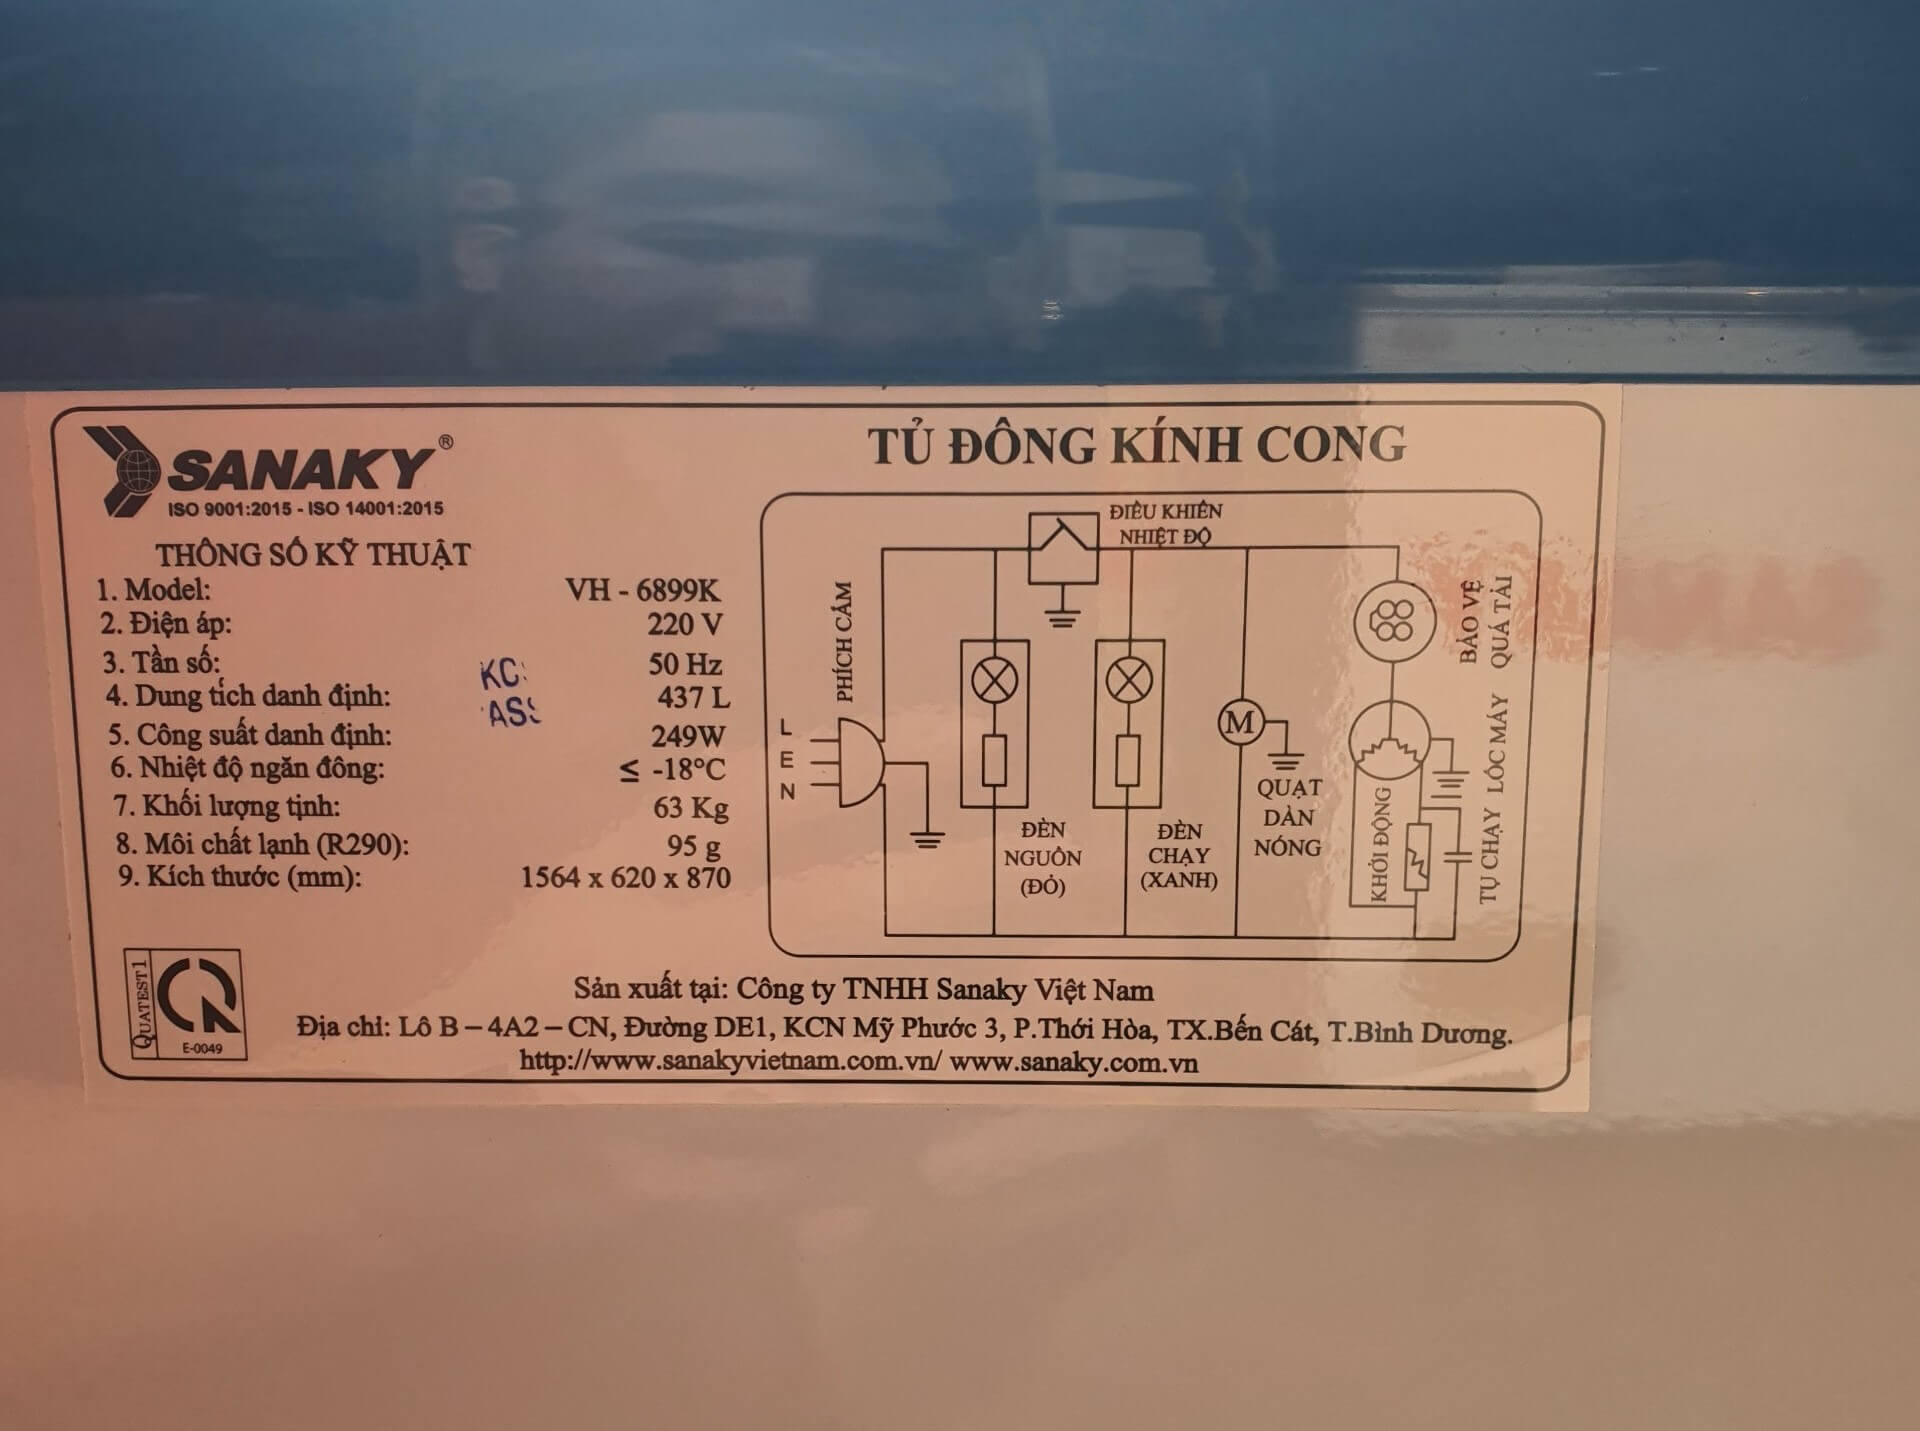 SANAKY®
ISO 9001:2015 - ISO 14001:2015
THÔNG SỐ KỸ THUẬT
1. Model: VH - 6899K
2. Điện áp: 220 V
3. Tần số: 50 Hz
4. Dung tích danh định: 437 L
5. Công suất danh định: 249W
6. Nhiệt độ ngăn đông: ≤ -18°C
7. Khối lượng tịnh: 63 Kg
8. Môi chất lạnh (R290): 95 g
9. Kích thước (mm): 1564 x 620 x 870
KC
AS
TỦ ĐÔNG KÍNH CONG
ĐIỀU KHIỂN
NHIỆT ĐỘ
PHÍCH CẮM
L
E
N
ĐÈN
NGUỒN
(ĐỎ)
ĐÈN
CHẠY
(XANH)
M
QUẠT
DÀN
NÓNG
BẢO VỆ
QUÁ TẢI
LỐC MÁY
KHỞI ĐỘNG
TỤ CHẠY
QUATEST 1
E-0049
Sản xuất tại: Công ty TNHH Sanaky Việt Nam
Địa chỉ: Lô B – 4A2 – CN, Đường DE1, KCN Mỹ Phước 3, P.Thới Hòa, TX.Bến Cát, T.Bình Dương.
http://www.sanakyvietnam.com.vn/ www.sanaky.com.vn